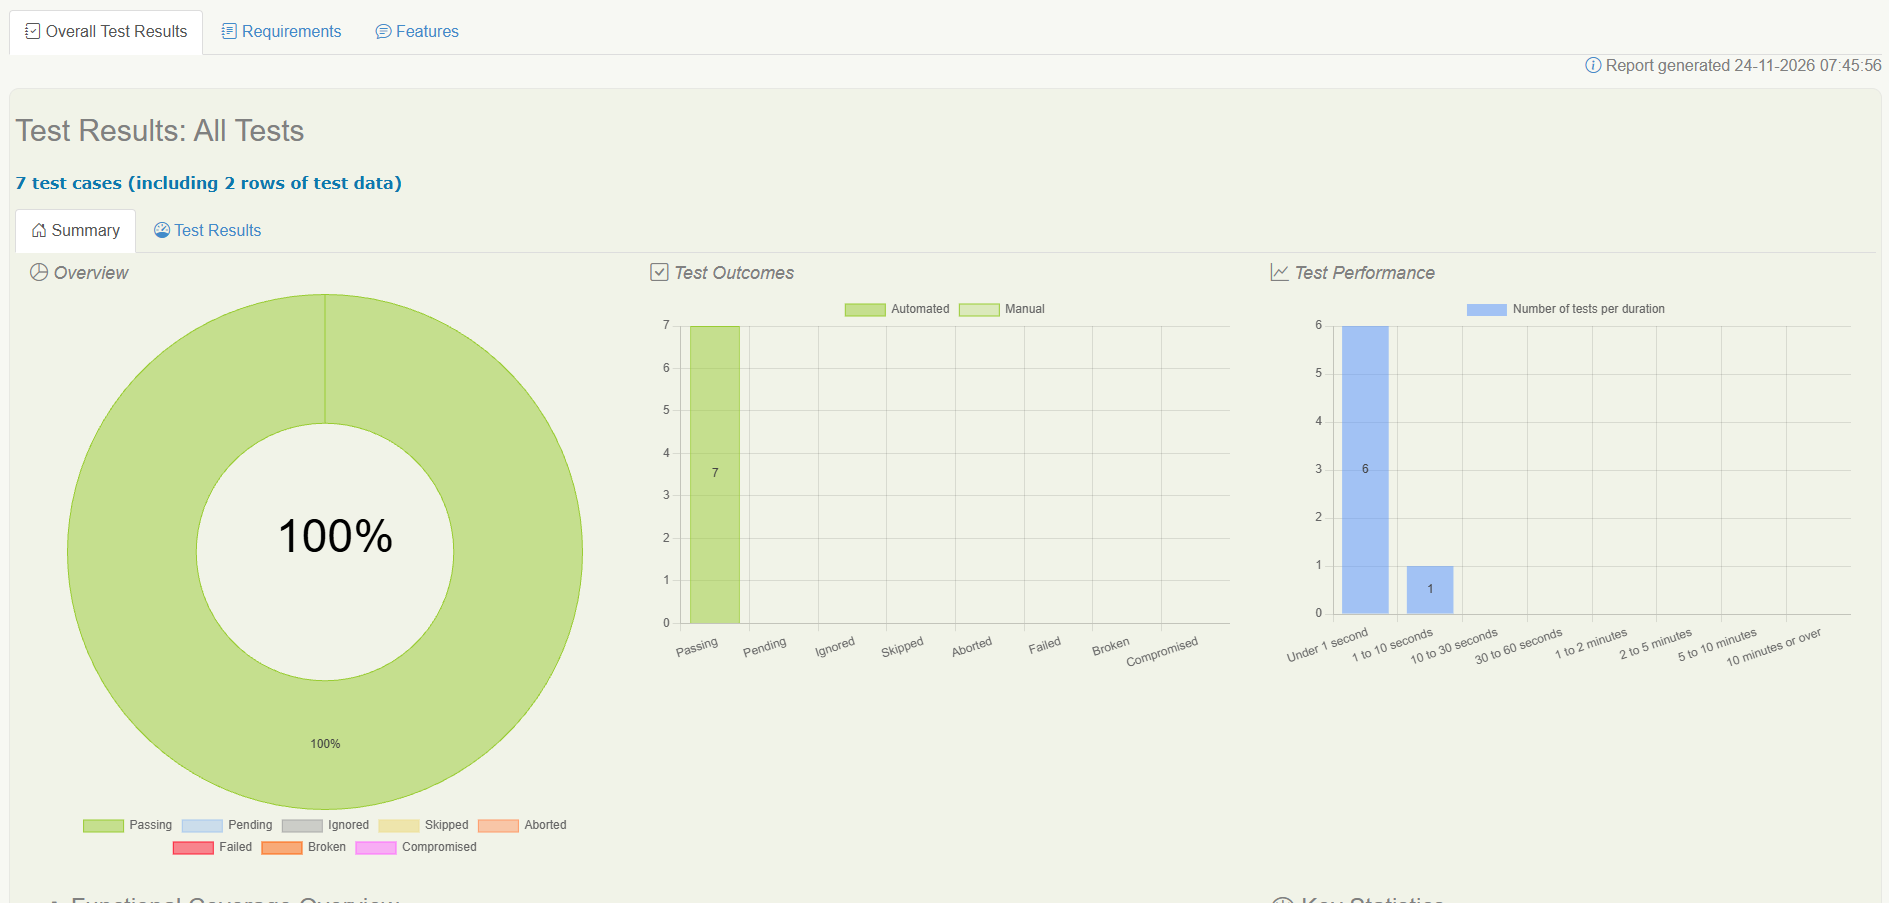 Overall Test Results
Requirements
Features
Report generated 24-11-2026 07:45:56
Test Results: All Tests
7 test cases (including 2 rows of test data)
Summary
Test Results
Overview
100%
100%
Passing
Pending
Ignored
Skipped
Aborted
Failed
Broken
Compromised
Test Outcomes
Automated
Manual
7
6
5
4
3
2
1
0
7
Passing
Pending
Ignored
Skipped
Aborted
Failed
Broken
Compromised
Test Performance
Number of tests per duration
6
5
4
3
2
1
0
6
1
Under 1 second
1 to 10 seconds
10 to 30 seconds
30 to 60 seconds
1 to 2 minutes
2 to 5 minutes
5 to 10 minutes
10 minutes or over
Functional Coverage Overview
Key Statistics